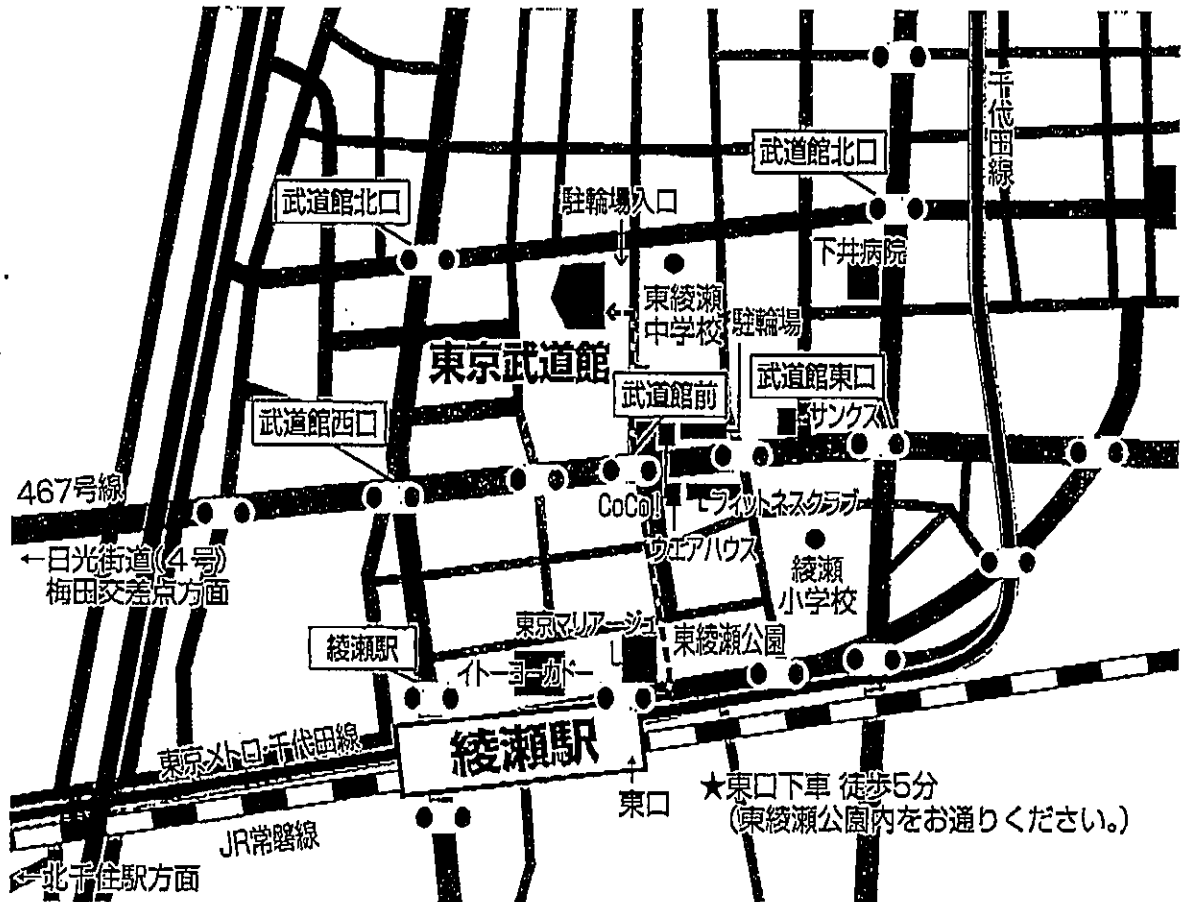 千代田線
武道館北口
武道館北口
駐輪場入口
下井病院
東綾瀬
中学校
駐輪場
東京武道館
武道館前
武道館東口
サンクス
武道館西口
467号線
CoCo!
フィットネスクラブ
ウエアハウス
←日光街道(4号)
梅田交差点方面
綾瀬
小学校
東京マリアージュ
東綾瀬公園
綾瀬駅
イトーヨーカドー
綾瀬駅
東京メトロ・千代田線
東口
★東口下車 徒歩5分
(東綾瀬公園内をお通りください。)
JR常磐線
←北千住駅方面